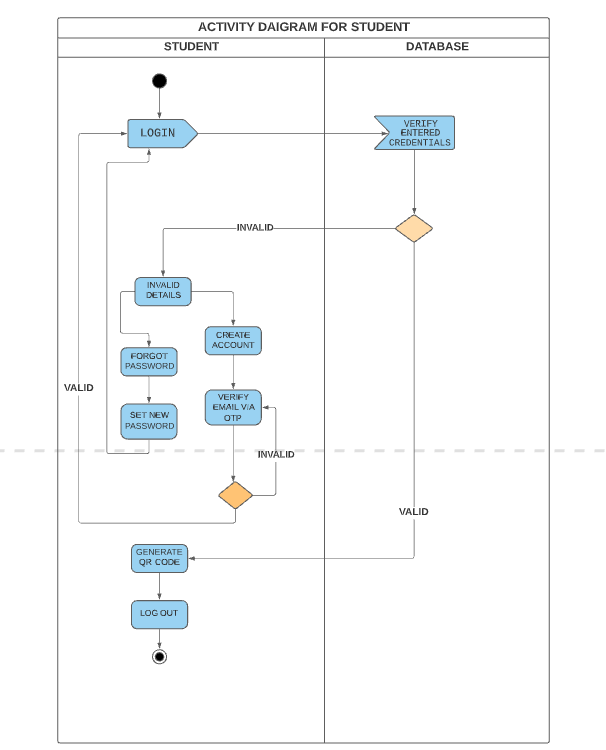 ACTIVITY DAIGRAM FOR STUDENT
STUDENT
DATABASE
LOGIN
VERIFY
ENTERED
CREDENTIALS
INVALID
INVALID
DETAILS
CREATE
ACCOUNT
FORGOT
PASSWORD
VALID
VERIFY
EMAIL VIA
OTP
SET NEW
PASSWORD
INVALID
VALID
GENERATE
QR CODE
LOG OUT